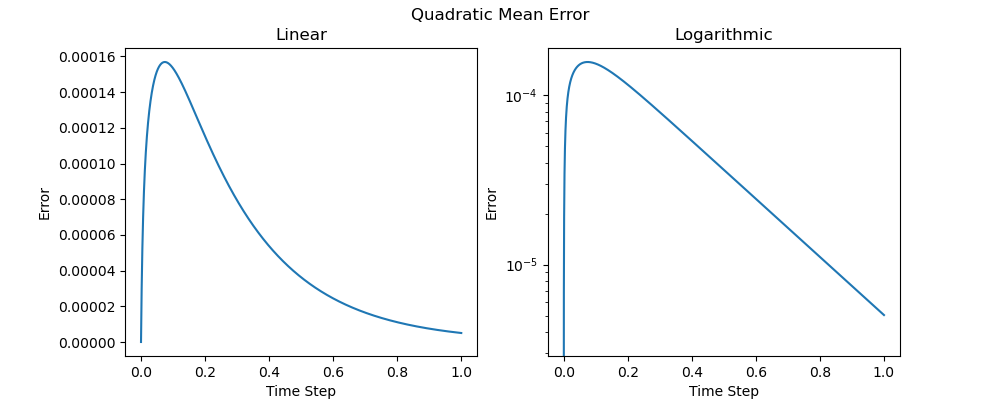 Quadratic Mean Error
Linear
0.00016
0.00014
0.00012
0.00010
0.00008
0.00006
0.00004
0.00002
0.00000
Error
0.0 0.2 0.4 0.6 0.8 1.0
Time Step
Logarithmic
10⁻⁴
10⁻⁵
Error
0.0 0.2 0.4 0.6 0.8 1.0
Time Step